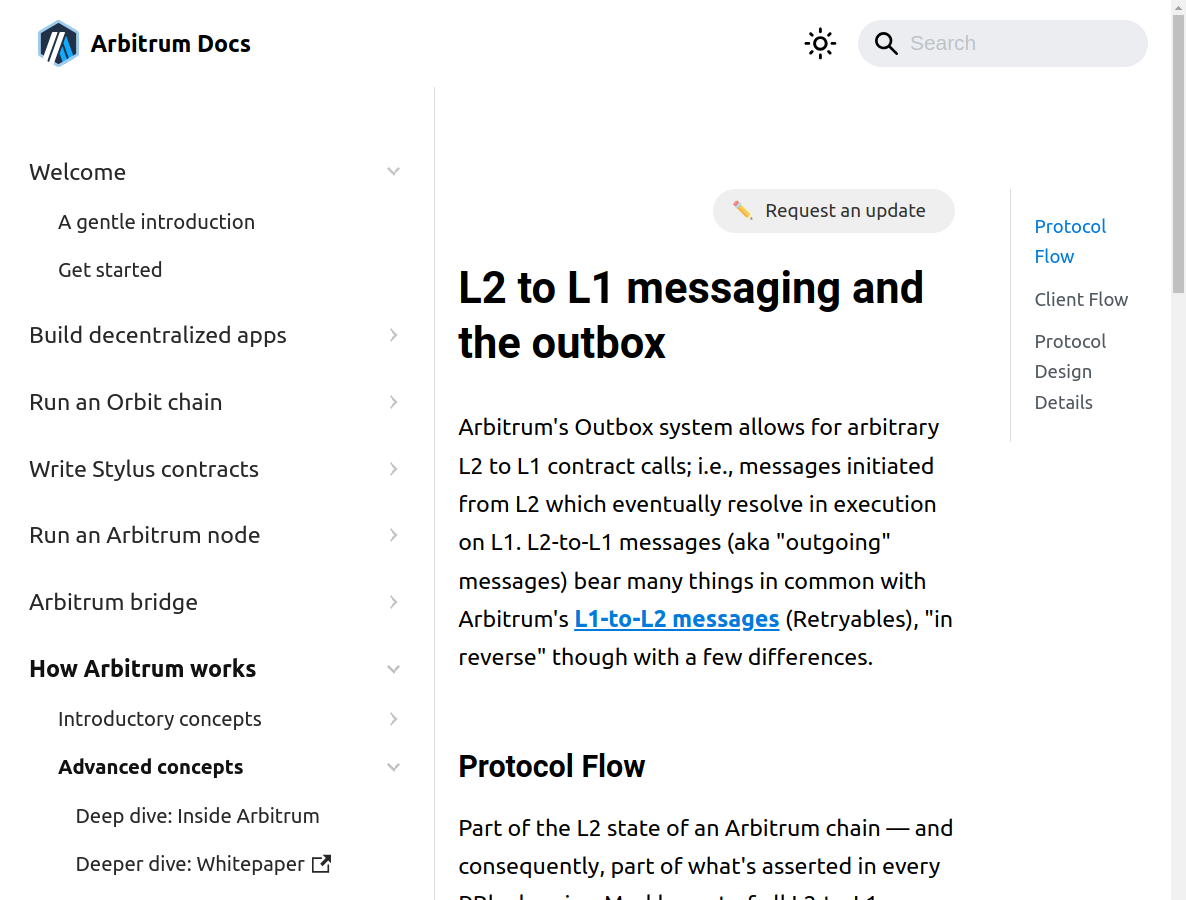 Arbitrum Docs
Search
Welcome
A gentle introduction
Get started
Build decentralized apps
Run an Orbit chain
Write Stylus contracts
Run an Arbitrum node
Arbitrum bridge
How Arbitrum works
Introductory concepts
Advanced concepts
Deep dive: Inside Arbitrum
Deeper dive: Whitepaper
✏️ Request an update
L2 to L1 messaging and
the outbox
Arbitrum's Outbox system allows for arbitrary
L2 to L1 contract calls; i.e., messages initiated
from L2 which eventually resolve in execution
on L1. L2-to-L1 messages (aka "outgoing"
messages) bear many things in common with
Arbitrum's L1-to-L2 messages (Retryables), "in
reverse" though with a few differences.
Protocol Flow
Part of the L2 state of an Arbitrum chain — and
consequently, part of what's asserted in every
Protocol
Flow
Client Flow
Protocol
Design
Details